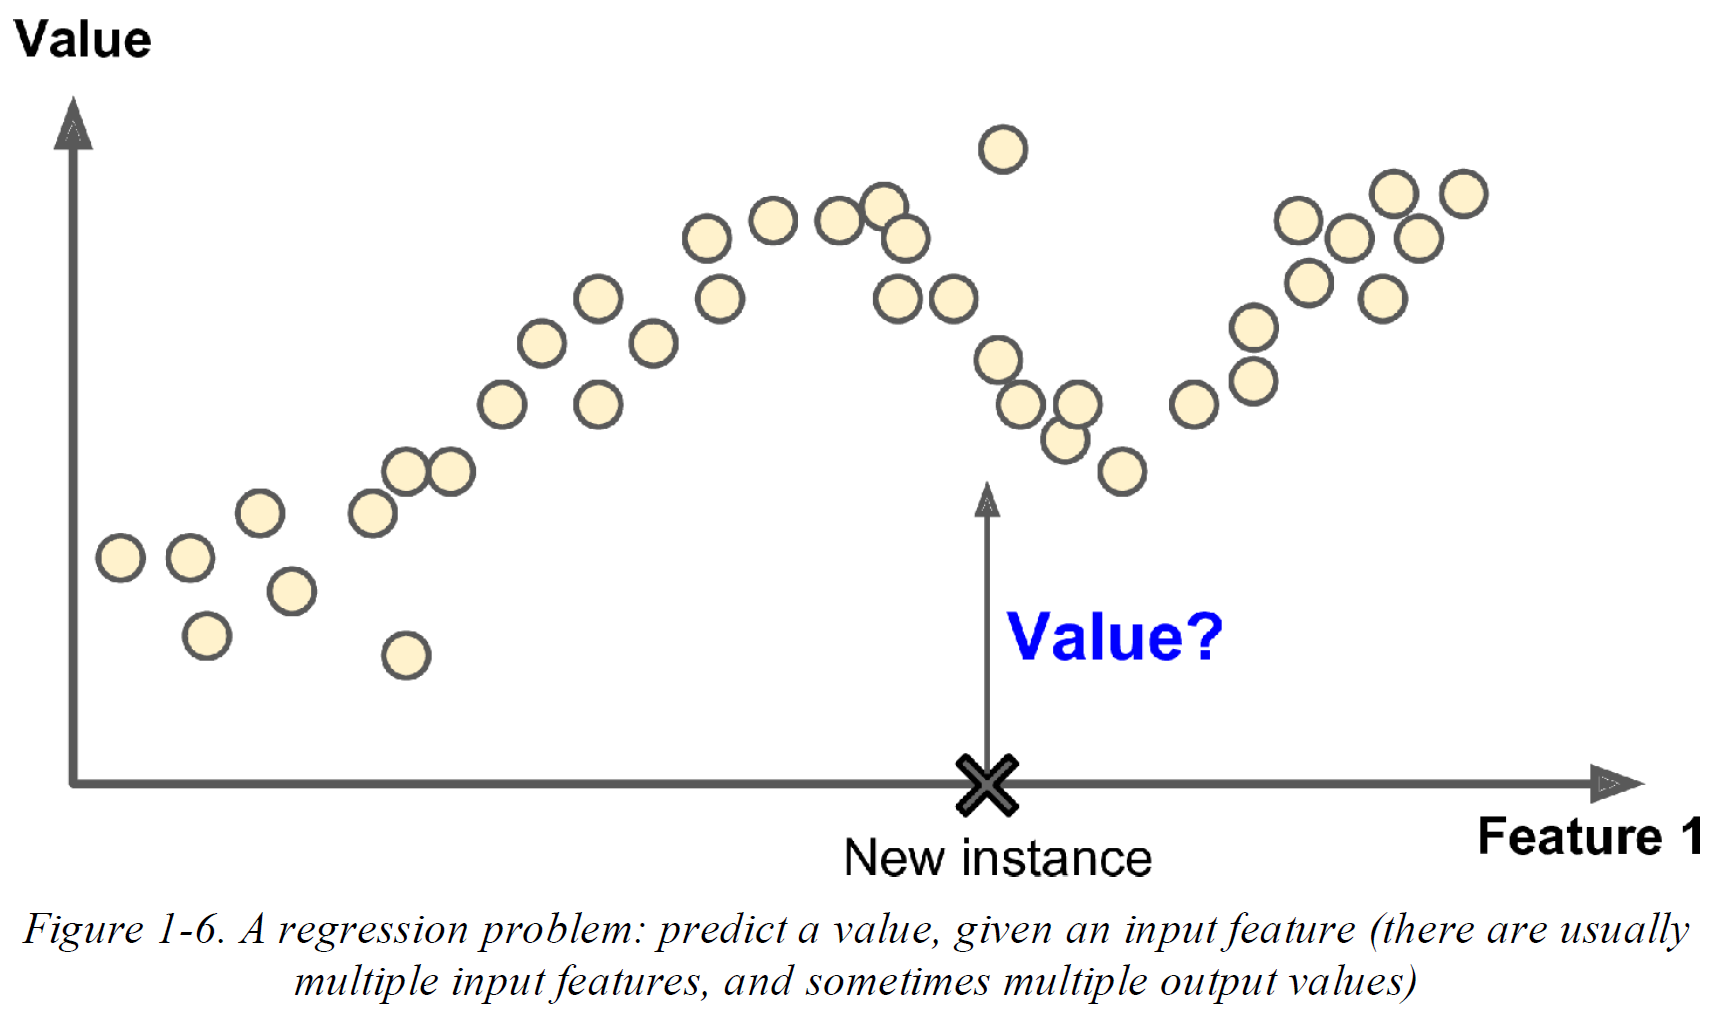 Value
Value?
New instance
Feature 1
Figure 1-6. A regression problem: predict a value, given an input feature (there are usually
multiple input features, and sometimes multiple output values)